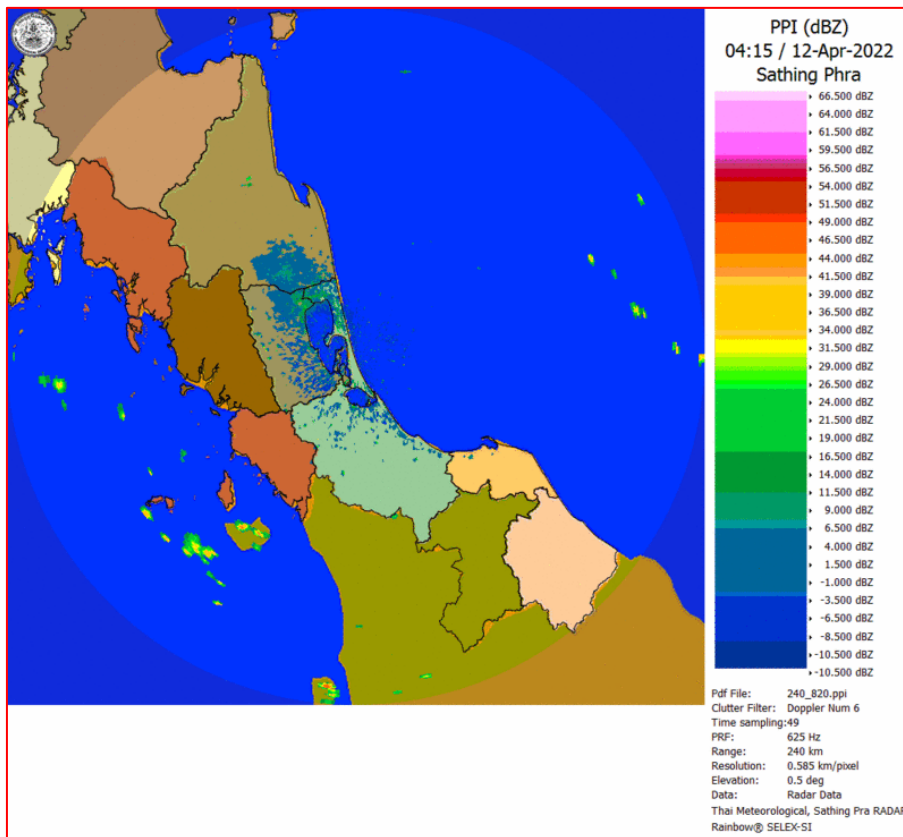 PPI (dBZ)
04:15 / 12-Apr-2022
Sathing Phra
66.500 dBZ
64.000 dBZ
61.500 dBZ
59.500 dBZ
56.500 dBZ
54.000 dBZ
51.500 dBZ
49.000 dBZ
46.500 dBZ
44.000 dBZ
41.500 dBZ
39.000 dBZ
36.500 dBZ
34.000 dBZ
31.500 dBZ
29.000 dBZ
26.500 dBZ
24.000 dBZ
21.500 dBZ
19.000 dBZ
16.500 dBZ
14.500 dBZ
11.500 dBZ
9.000 dBZ
6.500 dBZ
4.000 dBZ
1.500 dBZ
-1.000 dBZ
-3.500 dBZ
-6.500 dBZ
-8.500 dBZ
-10.500 dBZ
-10.500 dBZ
Pdf File: 240_820.ppi
Clutter Filter: Doppler Num 6
Time sampling:49
PRF: 625 Hz
Range: 240 km
Resolution: 0.585 km/pixel
Elevation: 0.5 deg
Data: Radar Data
Thai Meteorological, Sathing Pra RADAR
Rainbow® SELEX-SI